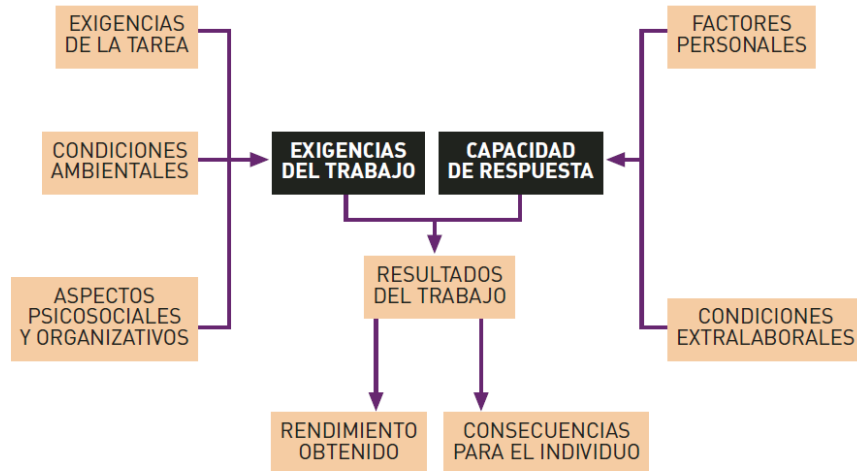 EXIGENCIAS
DE LA TAREA
FACTORES
PERSONALES
CONDICIONES
AMBIENTALES
EXIGENCIAS
DEL TRABAJO
CAPACIDAD
DE RESPUESTA
RESULTADOS
DEL TRABAJO
ASPECTOS
PSICOSOCIALES
Y ORGANIZATIVOS
CONDICIONES
EXTRALABORALES
RENDIMIENTO
OBTENIDO
CONSECUENCIAS
PARA EL INDIVIDUO